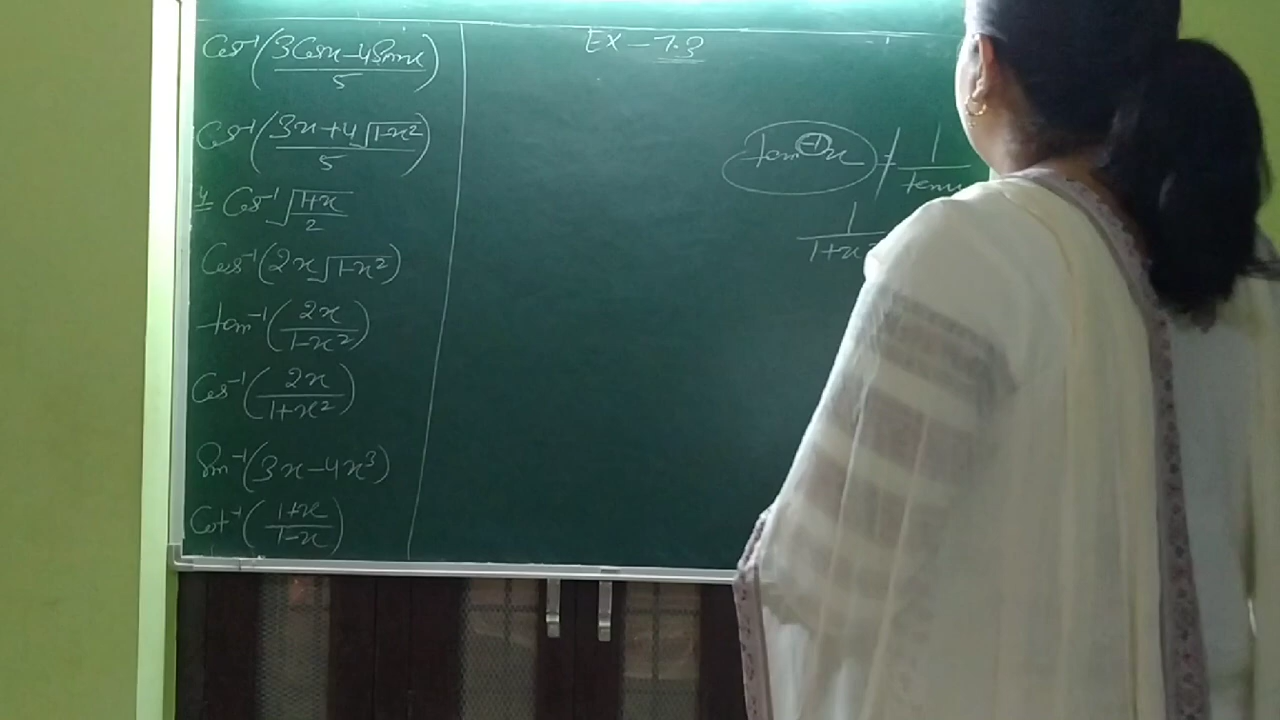 Cos⁻¹(3Cosx-4Sinx/5)
Cos⁻¹(3x+4√1-x²/5)
4 Cos⁻¹√1+x/2
Cos⁻¹(2x√1-x²)
tan⁻¹(2x/1-x²)
Cos⁻¹(2x/1+x²)
Sin⁻¹(3x-4x³)
Cot⁻¹(1+x/1-x)
EX-7.3
tan⁻¹x ≠ 1/tanx
1/1+x²